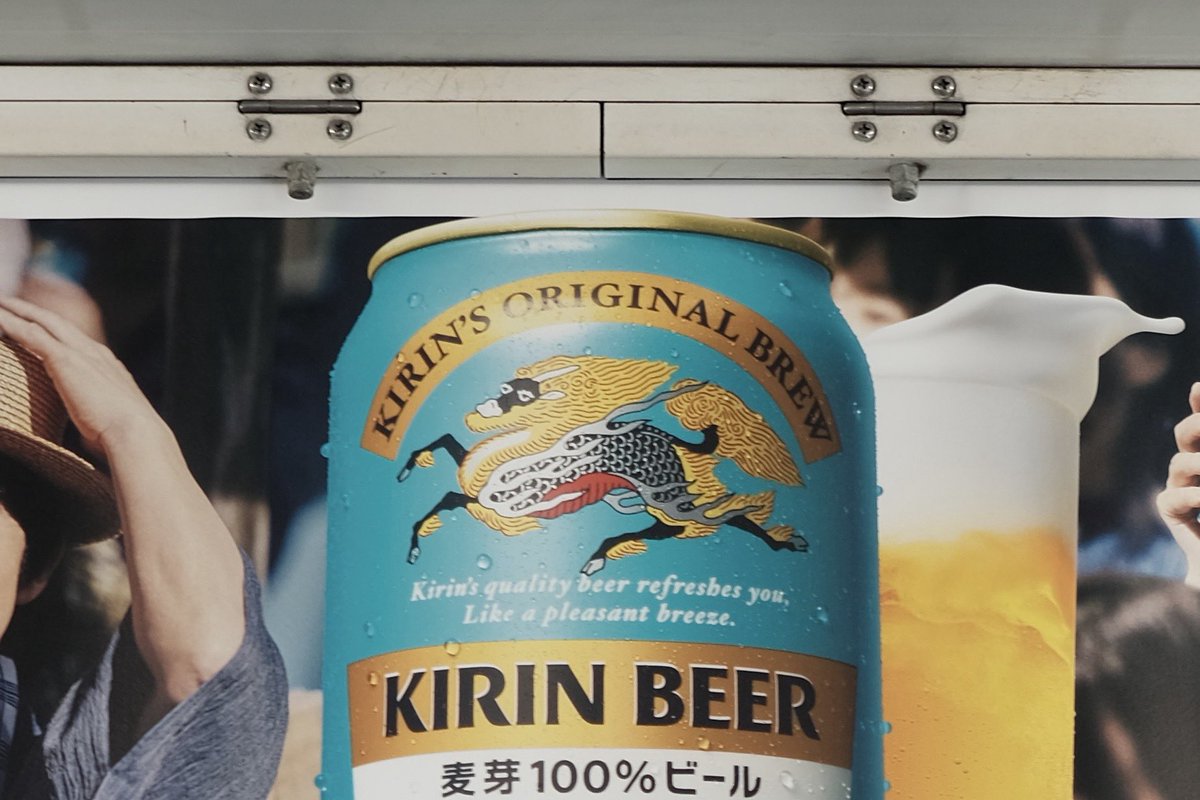 KIRIN'S ORIGINAL BREW
Kirin's quality beer refreshes you,
Like a pleasant breeze.
KIRIN BEER
麦芽100%ビール